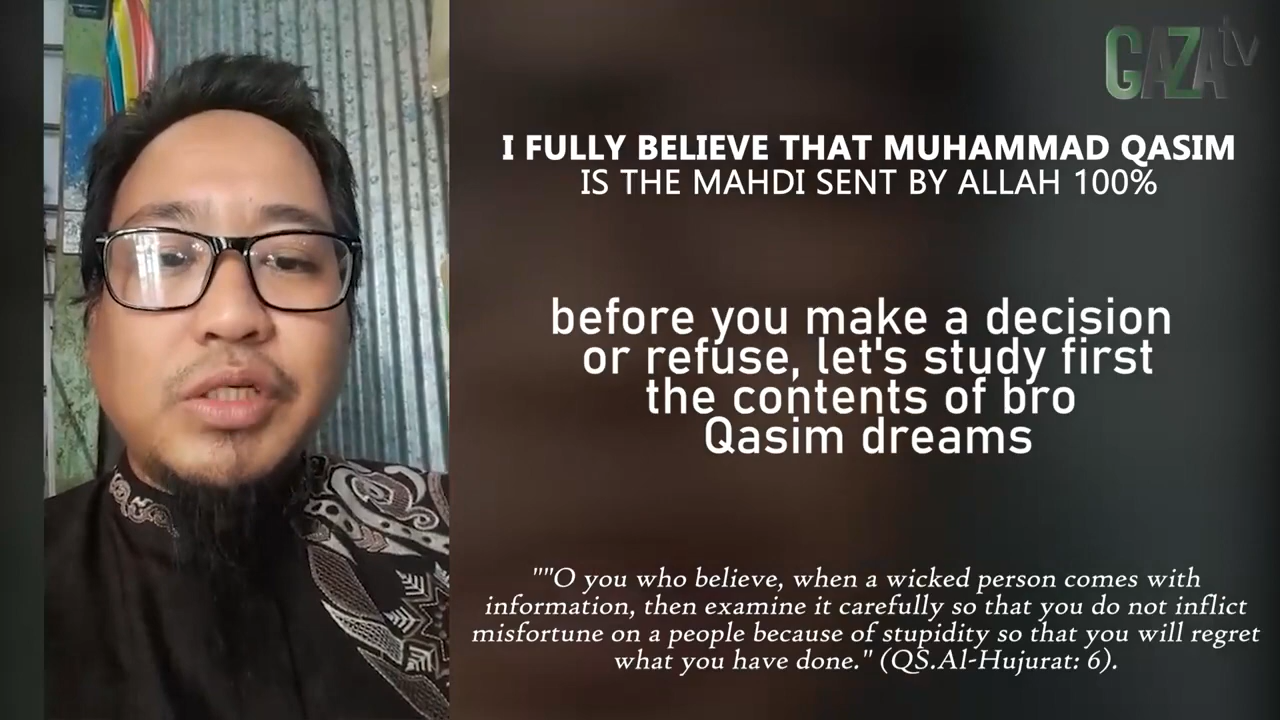 GAZA tv
I FULLY BELIEVE THAT MUHAMMAD QASIM
IS THE MAHDI SENT BY ALLAH 100%
before you make a decision
or refuse, let's study first
the contents of bro
Qasim dreams
""O you who believe, when a wicked person comes with
information, then examine it carefully so that you do not inflict
misfortune on a people because of stupidity so that you will regret
what you have done." (QS.Al-Hujurat: 6).